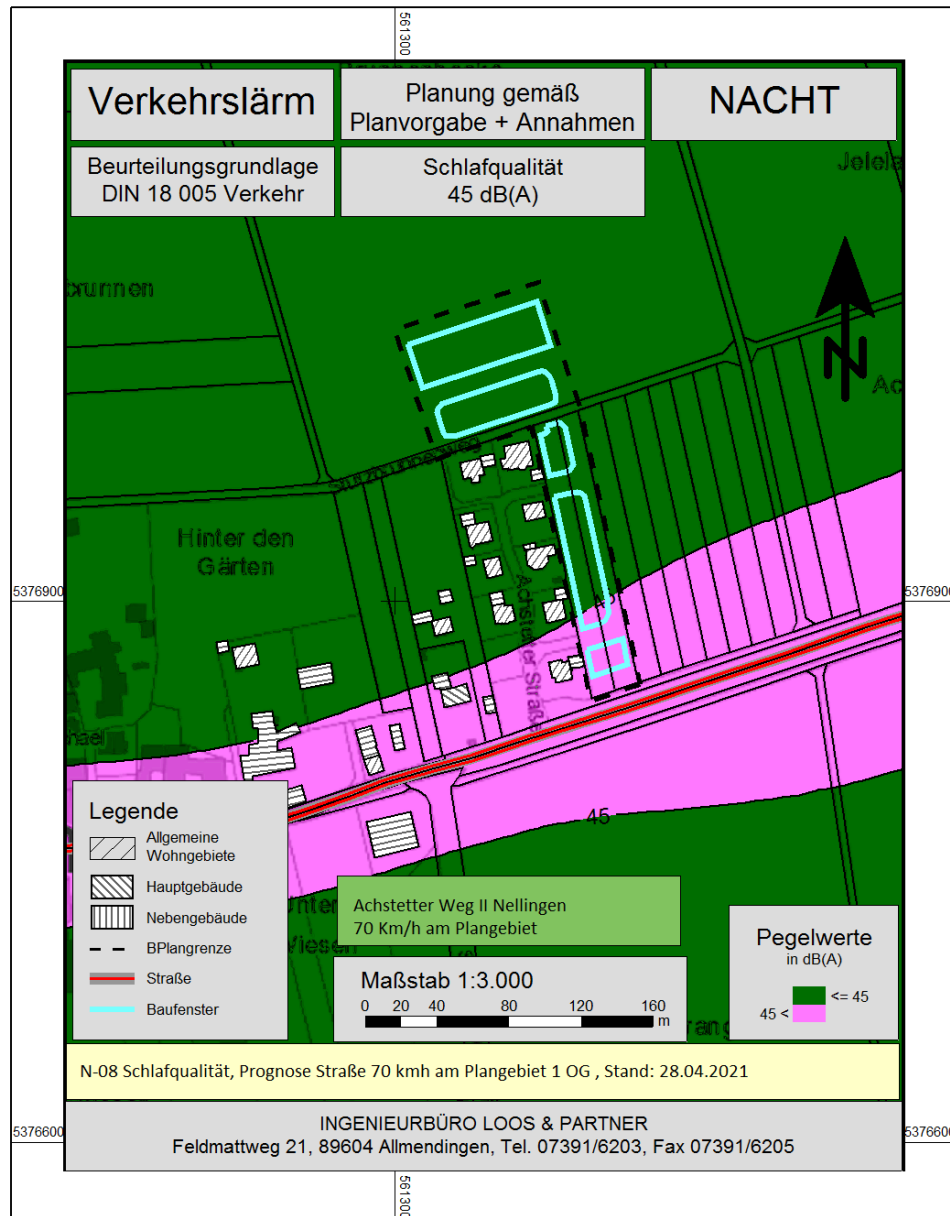 561300
Verkehrslärm
Planung gemäß
Planvorgabe + Annahmen
NACHT
Beurteilungsgrundlage
DIN 18 005 Verkehr
Schlafqualität
45 dB(A)
N
Hinter den
Gärten
5376900
5376900
Achstetter Straße
45
Legende
Allgemeine
Wohngebiete
Hauptgebäude
Nebengebäude
BPlangrenze
Straße
Baufenster
Achstetter Weg II Nellingen
70 Km/h am Plangebiet
Maßstab 1:3.000
0 20 40 80 120 160
m
Pegelwerte
in dB(A)
<= 45
45 <
N-08 Schlafqualität, Prognose Straße 70 kmh am Plangebiet 1 OG , Stand: 28.04.2021
INGENIEURBÜRO LOOS & PARTNER
Feldmattweg 21, 89604 Allmendingen, Tel. 07391/6203, Fax 07391/6205
5376600
5376600
561300